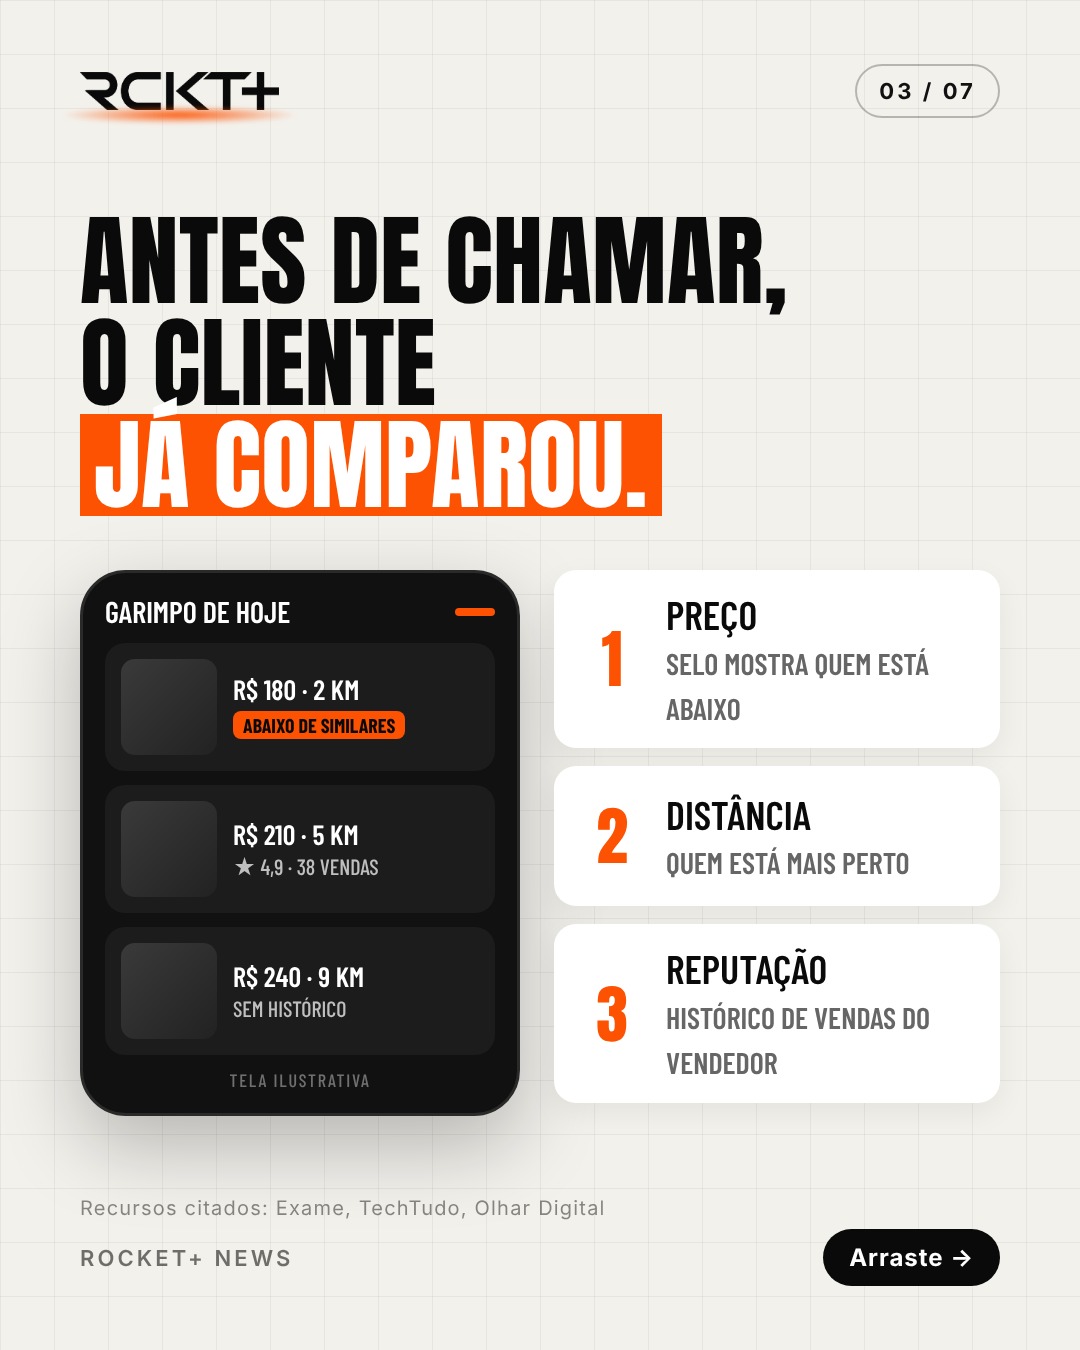 RCKT+
03 / 07
ANTES DE CHAMAR,
O CLIENTE
JÁ COMPAROU.
GARIMPO DE HOJE
R$ 180 · 2 KM
ABAIXO DE SIMILARES
R$ 210 · 5 KM
★ 4,9 · 38 VENDAS
R$ 240 · 9 KM
SEM HISTÓRICO
TELA ILUSTRATIVA
1
PREÇO
SELO MOSTRA QUEM ESTÁ
ABAIXO
2
DISTÂNCIA
QUEM ESTÁ MAIS PERTO
3
REPUTAÇÃO
HISTÓRICO DE VENDAS DO
VENDEDOR
Recursos citados: Exame, TechTudo, Olhar Digital
ROCKET+ NEWS
Arraste →